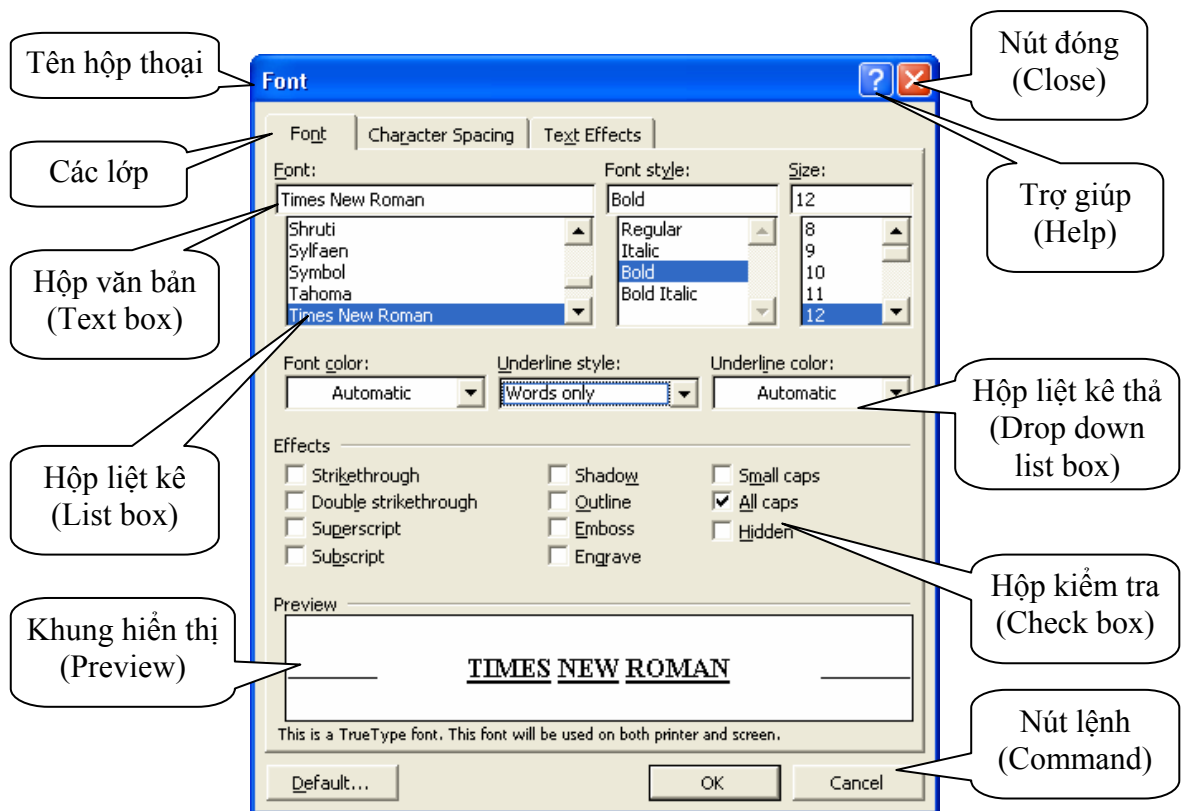 Tên hộp thoại
Nút đóng
(Close)
Font
?
Font
Character Spacing
Text Effects
Các lớp
Trợ giúp
(Help)
Font:
Font style:
Size:
Times New Roman
Bold
12
Shruti
Sylfaen
Symbol
Tahoma
Times New Roman
Regular
Italic
Bold
Bold Italic
8
9
10
11
12
Hộp văn bản
(Text box)
Font color:
Underline style:
Underline color:
Automatic
Words only
Automatic
Hộp liệt kê thả
(Drop down
list box)
Effects
Strikethrough
Double strikethrough
Superscript
Subscript
Shadow
Outline
Emboss
Engrave
Small caps
All caps
Hidden
Hộp liệt kê
(List box)
Hộp kiểm tra
(Check box)
Preview
Khung hiển thị
(Preview)
TIMES NEW ROMAN
This is a TrueType font. This font will be used on both printer and screen.
Nút lệnh
(Command)
Default...
OK
Cancel